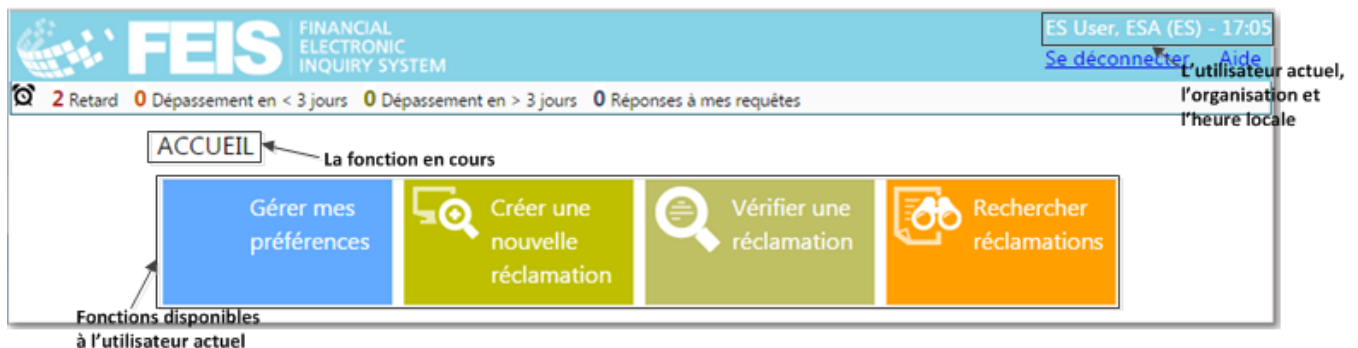 FEIS
FINANCIAL
ELECTRONIC
INQUIRY SYSTEM
ES User, ESA (ES) - 17:05
Se déconnecter Aide
L'utilisateur actuel,
l'organisation et
l'heure locale
2 Retard 0 Dépassement en < 3 jours 0 Dépassement en > 3 jours 0 Réponses à mes requêtes
ACCUEIL
La fonction en cours
Gérer mes
préférences
Créer une
nouvelle
réclamation
Vérifier une
réclamation
Rechercher
réclamations
Fonctions disponibles
à l'utilisateur actuel